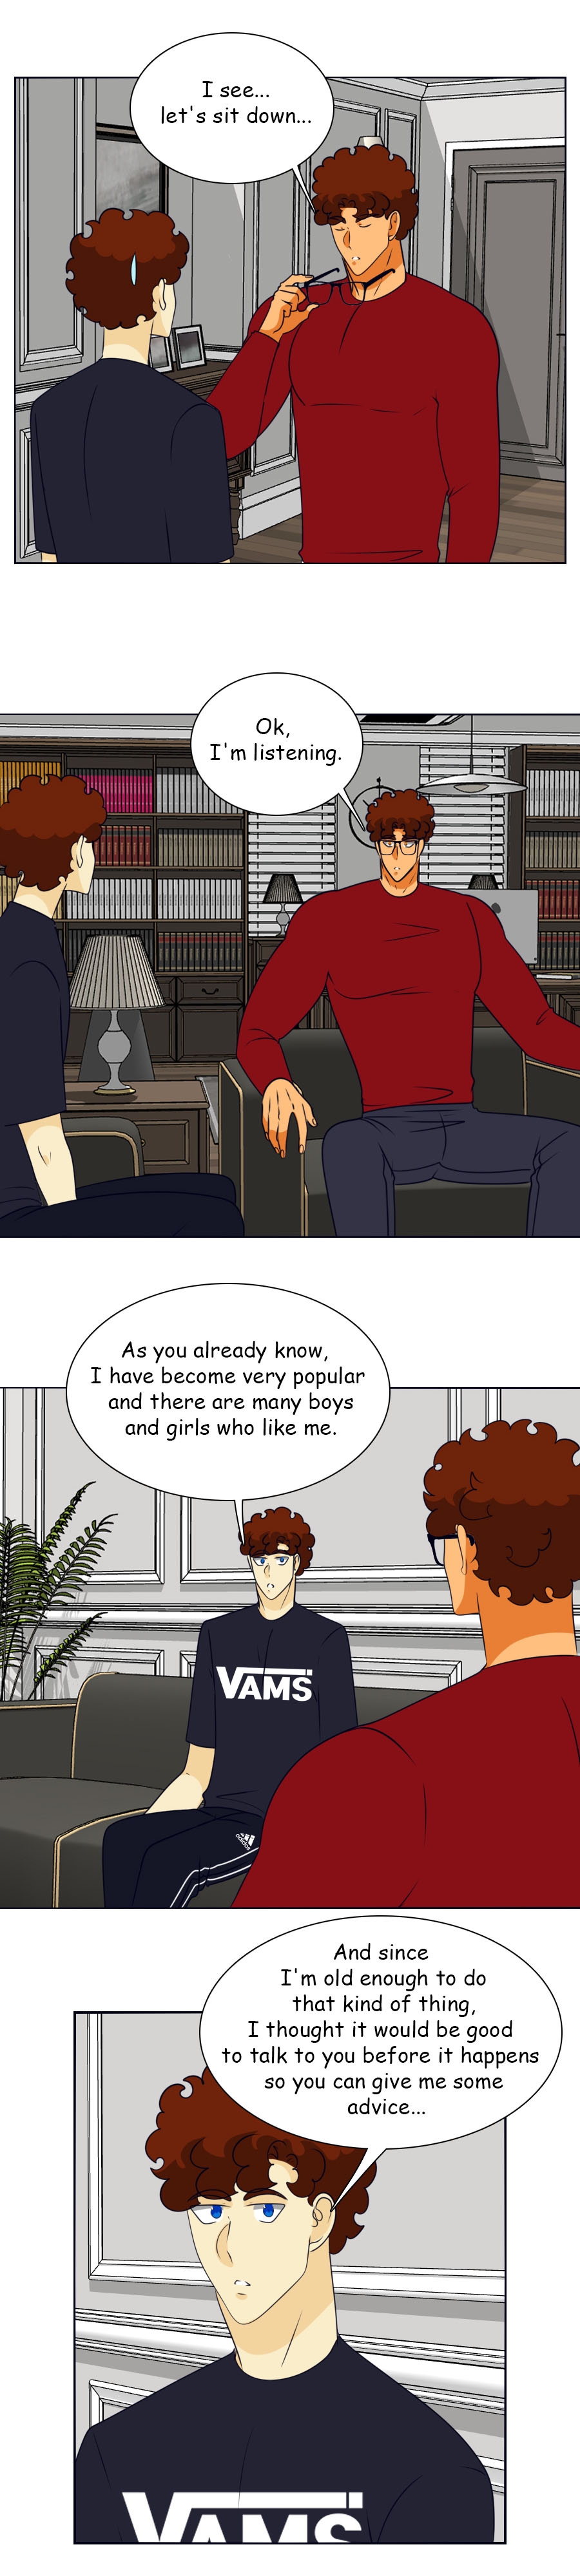 I see...
let's sit down...
Ok,
I'm listening.
As you already know,
I have become very popular
and there are many boys
and girls who like me.
VAMS
adidas
And since
I'm old enough to do
that kind of thing,
I thought it would be good
to talk to you before it happens
so you can give me some
advice...
VAMS